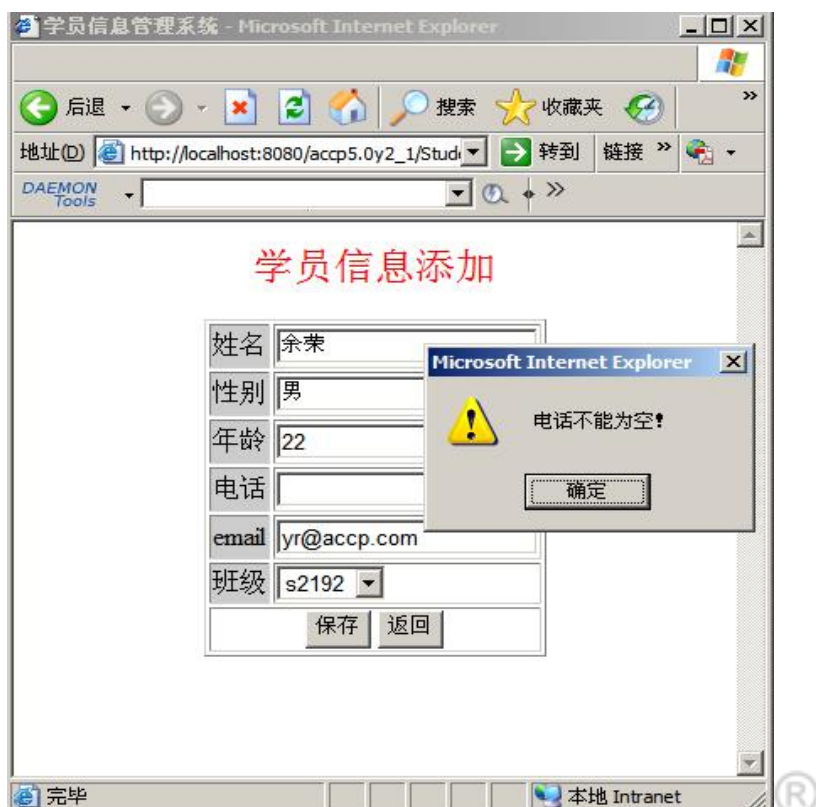 学员信息管理系统 - Microsoft Internet Explorer
后退 搜索 收藏夹 »
地址(D) http://localhost:8080/accp5.0y2_1/Stud 转到 链接 »
DAEMON Tools »
学员信息添加
姓名 余荣
性别 男
年龄 22
电话
email yr@accp.com
班级 s2192
保存 返回
Microsoft Internet Explorer
电话不能为空!
确定
完毕 本地 Intranet
®